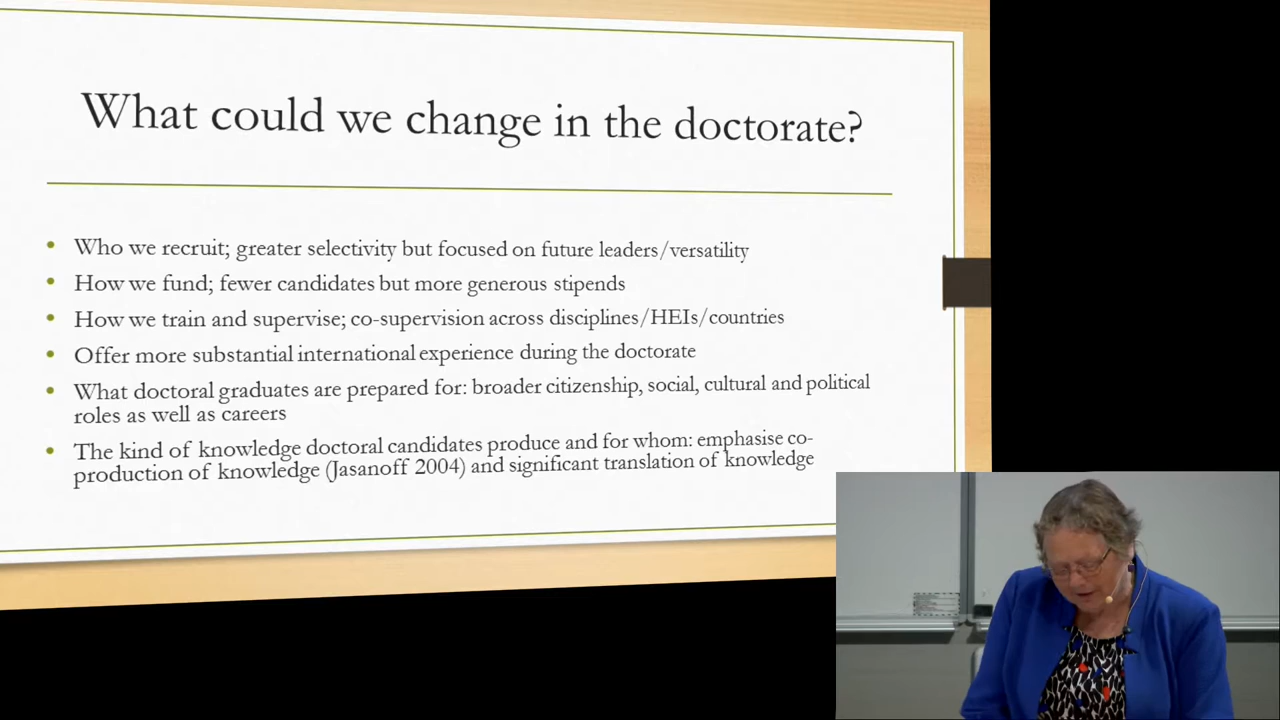 What could we change in the doctorate?
• Who we recruit; greater selectivity but focused on future leaders/versatility
• How we fund; fewer candidates but more generous stipends
• How we train and supervise; co-supervision across disciplines/HEIs/countries
• Offer more substantial international experience during the doctorate
• What doctoral graduates are prepared for: broader citizenship, social, cultural and political
roles as well as careers
• The kind of knowledge doctoral candidates produce and for whom: emphasise co-
production of knowledge (Jasanoff 2004) and significant translation of knowledge